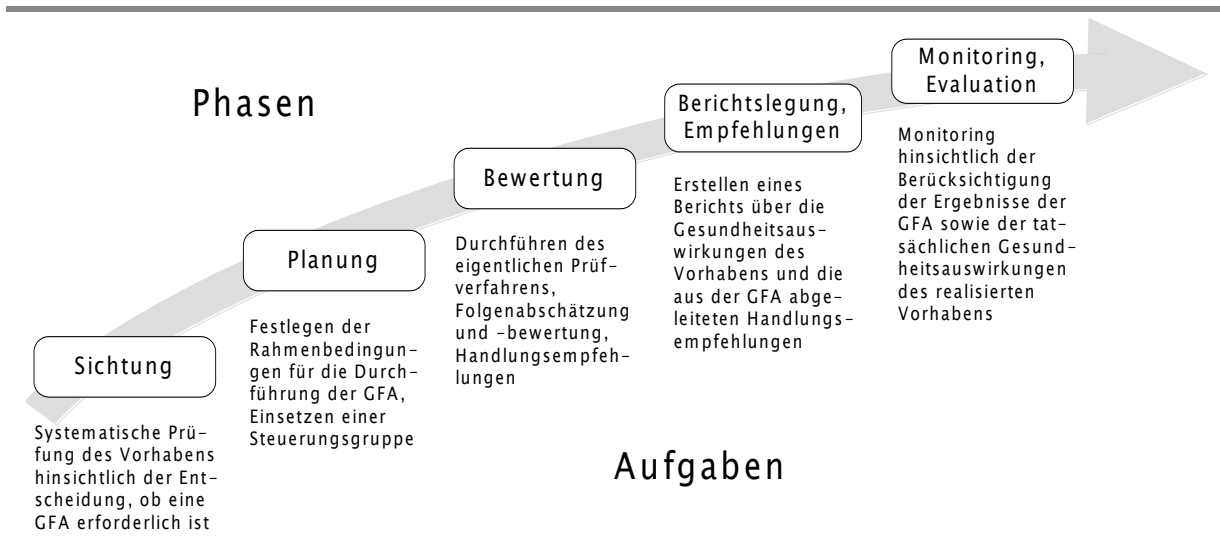 Phasen
Sichtung
Systematische Prü–
fung des Vorhabens
hinsichtlich der Ent–
scheidung, ob eine
GFA erforderlich ist
Planung
Festlegen der
Rahmenbedingun–
gen für die Durch–
führung der GFA,
Einsetzen einer
Steuerungsgruppe
Bewertung
Durchführen des
eigentlichen Prüf–
verfahrens,
Folgenabschätzung
und –bewertung,
Handlungsempfeh–
lungen
Berichtslegung,
Empfehlungen
Erstellen eines
Berichts über die
Gesundheitsaus–
wirkungen des
Vorhabens und die
aus der GFA abge–
leiteten Handlungs–
empfehlungen
Monitoring,
Evaluation
Monitoring
hinsichtlich der
Berücksichtigung
der Ergebnisse der
GFA sowie der tat–
sächlichen Gesund–
heitsauswirkungen
des realisierten
Vorhabens
Aufgaben